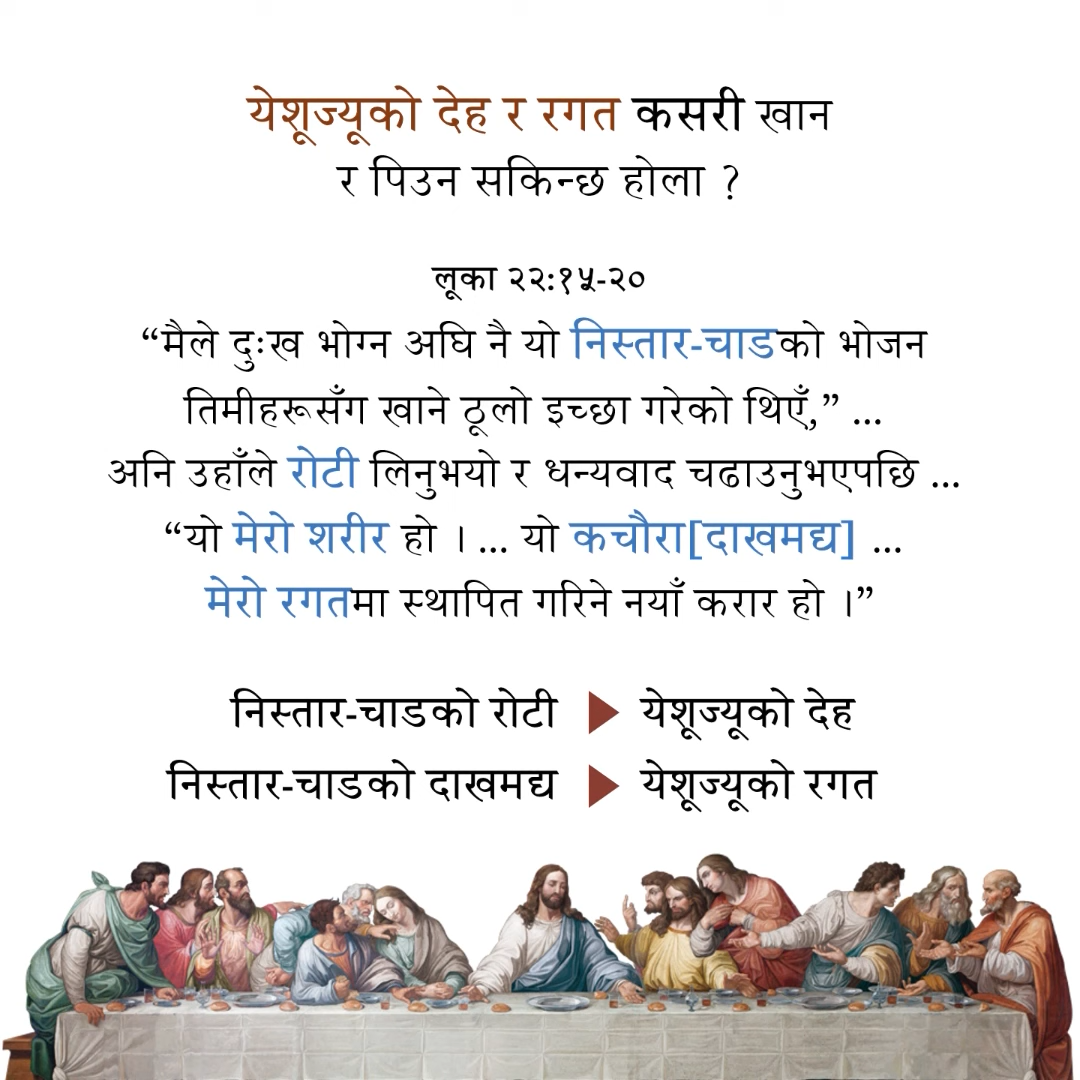 येशूज्यूको देह र रगत कसरी खान
र पिउन सकिन्छ होला ?
लूका २२:१५-२०
“मैले दुःख भोग्न अघि नै यो निस्तार-चाडको भोजन
तिमीहरूसँग खाने ठूलो इच्छा गरेको थिएँ,” ...
अनि उहाँले रोटी लिनुभयो र धन्यवाद चढाउनुभएपछि ...
“यो मेरो शरीर हो । ... यो कचौरा[दाखमद्य] ...
मेरो रगतमा स्थापित गरिने नयाँ करार हो ।”
निस्तार-चाडको रोटी ▶ येशूज्यूको देह
निस्तार-चाडको दाखमद्य ▶ येशूज्यूको रगत